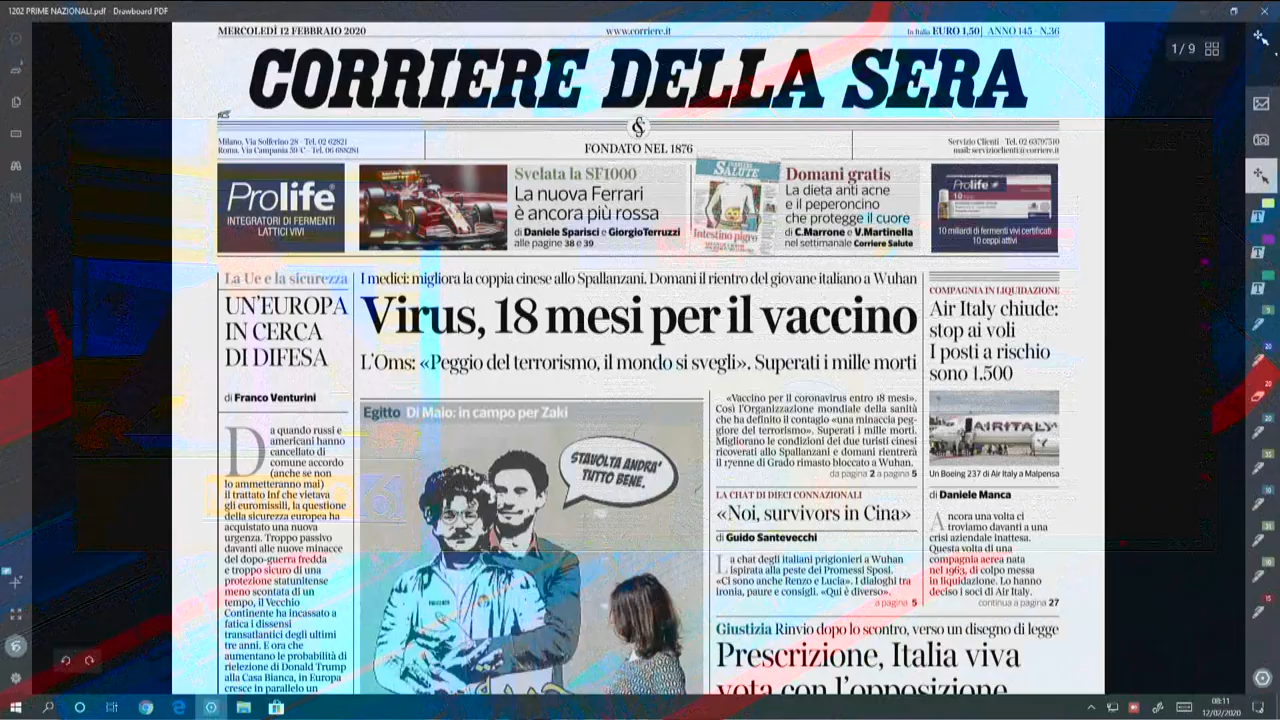 1202 PRIME NAZIONALI.pdf - Drawboard PDF
MERCOLEDÌ 12 FEBBRAIO 2020
www.corriere.it
In Italia EURO 1,50 | ANNO 145 - N. 36
1/9
CORRIERE DELLA SERA
Milano, Via Solferino 28 - Tel. 02 62821
Roma, Via Campania 59/C - Tel. 06 688281
FONDATO NEL 1876
Servizio Clienti - Tel. 02 63797510
mail: servizioclienti@corriere.it
Prolife
INTEGRATORI DI FERMENTI
LATTICI VIVI
Svelata la SF1000
La nuova Ferrari
è ancora più rossa
di Daniele Sparisci e Giorgio Terruzzi
alle pagine 38 e 39
SALUTE
Intestino pigro
Domani gratis
La dieta anti acne
e il peperoncino
che protegge il cuore
di C. Marrone e V. Martinella
nel settimanale Corriere Salute
Prolife
10 miliardi di fermenti vivi certificati
10 ceppi attivi
La Ue e la sicurezza
UN'EUROPA
IN CERCA
DI DIFESA
di Franco Venturini
Da quando russi e
americani hanno
cancellato di
comune accordo
(anche se non
lo ammetteranno mai)
il trattato Inf che vietava
gli euromissili, la questione
della sicurezza europea ha
acquistato una nuova
urgenza. Troppo passivo
davanti alle nuove minacce
del dopo-guerra fredda
e troppo sicuro di una
protezione statunitense
meno scontata di un
tempo, il Vecchio
Continente ha incassato a
fatica i dissensi
transatlantici degli ultimi
tre anni. E ora che
aumentano le probabilità di
rielezione di Donald Trump
alla Casa Bianca, in Europa
cresce in parallelo un
I medici: migliora la coppia cinese allo Spallanzani. Domani il rientro del giovane italiano a Wuhan
Virus, 18 mesi per il vaccino
L'Oms: «Peggio del terrorismo, il mondo si svegli». Superati i mille morti
Egitto Di Maio: in campo per Zaki
STAVOLTA ANDRA'
TUTTO BENE.
«Vaccino per il coronavirus entro 18 mesi».
Così l'Organizzazione mondiale della sanità
che ha definito il contagio «una minaccia peg-
giore del terrorismo». Superati i mille morti.
Migliorano le condizioni dei due turisti cinesi
ricoverati allo Spallanzani e domani rientrerà
il 17enne di Grado rimasto bloccato a Wuhan.
da pagina 2 a pagina 5
LA CHAT DI DIECI CONNAZIONALI
«Noi, survivors in Cina»
di Guido Santevecchi
La chat degli italiani prigionieri a Wuhan
ispirata alla peste dei Promessi Sposi.
«Ci sono anche Renzo e Lucia». I dialoghi tra
ironia, paure e consigli. «Qui è diverso».
a pagina 5
COMPAGNIA IN LIQUIDAZIONE
Air Italy chiude:
stop ai voli
I posti a rischio
sono 1.500
AIRITALY
Un Boeing 237 di Air Italy a Malpensa
di Daniele Manca
Ancora una volta ci
troviamo davanti a una
crisi aziendale inattesa.
Questa volta di una
compagnia aerea nata
nel 1963, di colpo messa
in liquidazione. Lo hanno
deciso i soci di Air Italy.
continua a pagina 27
Giustizia Rinvio dopo lo scontro, verso un disegno di legge
Prescrizione, Italia viva
vota con l'opposizione
08:11
12/02/2020